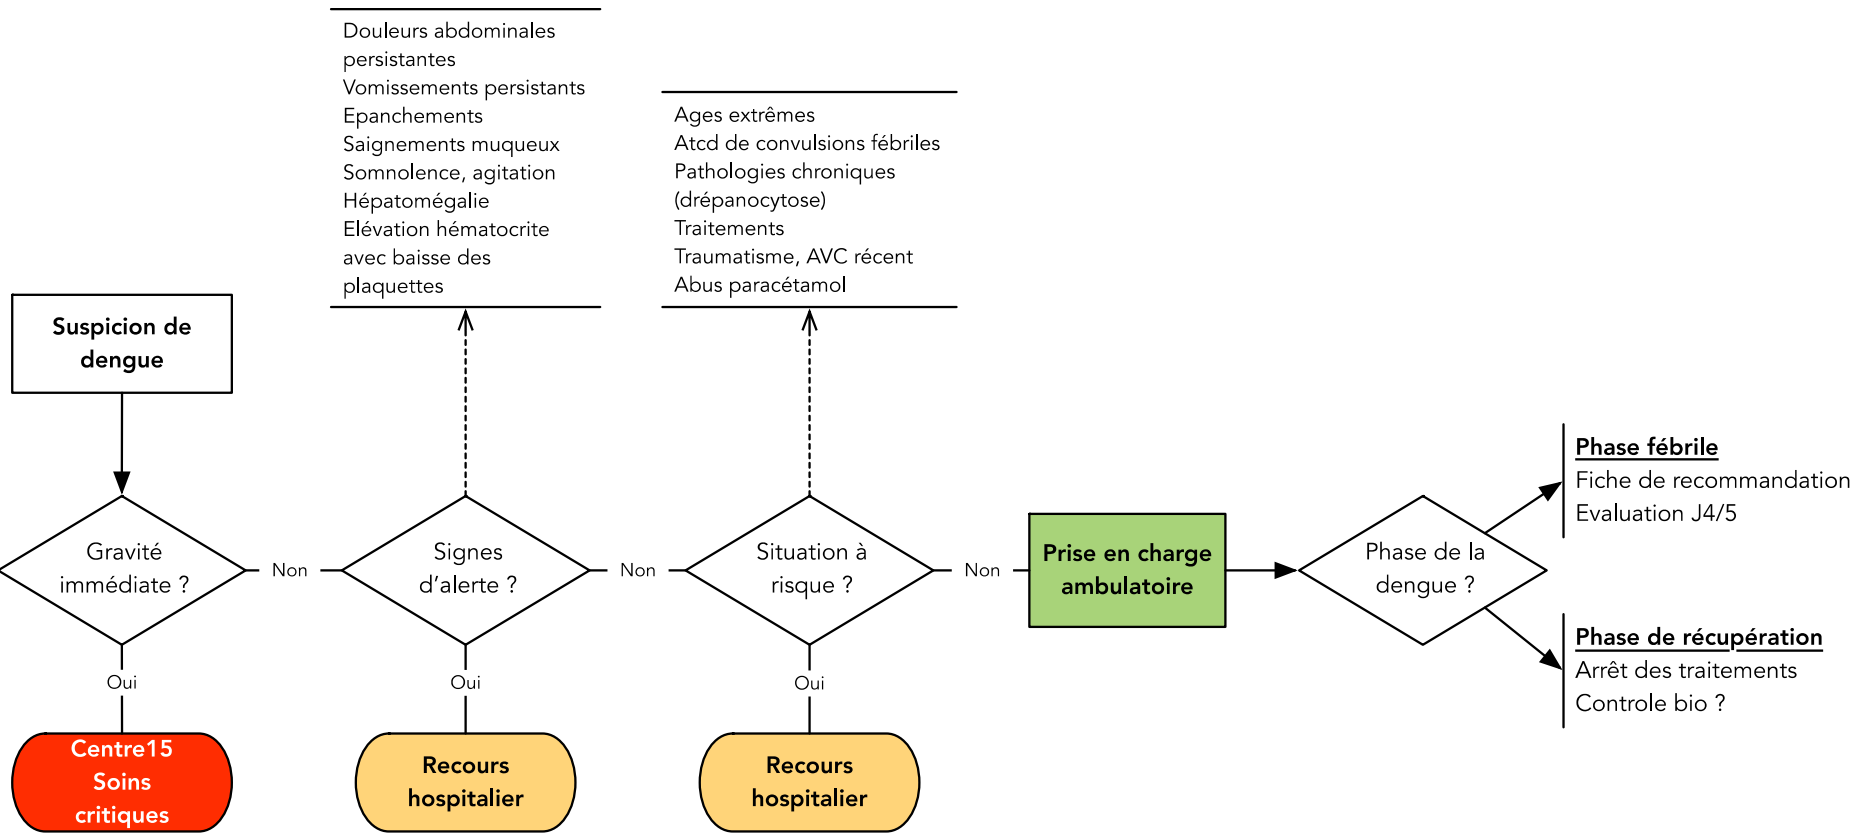 Douleurs abdominales
persistantes
Vomissements persistants
Epanchements
Saignements muqueux
Somnolence, agitation
Hépatomégalie
Elévation hématocrite
avec baisse des
plaquettes
Ages extrêmes
Atcd de convulsions fébriles
Pathologies chroniques
(drépanocytose)
Traitements
Traumatisme, AVC récent
Abus paracétamol
Suspicion de
dengue
Gravité
immédiate ?
Non
Signes
d'alerte ?
Non
Situation à
risque ?
Non
Prise en charge
ambulatoire
Phase de la
dengue ?
Phase fébrile
Fiche de recommandation
Evaluation J4/5
Phase de récupération
Arrêt des traitements
Controle bio ?
Oui
Oui
Oui
Centre15
Soins
critiques
Recours
hospitalier
Recours
hospitalier